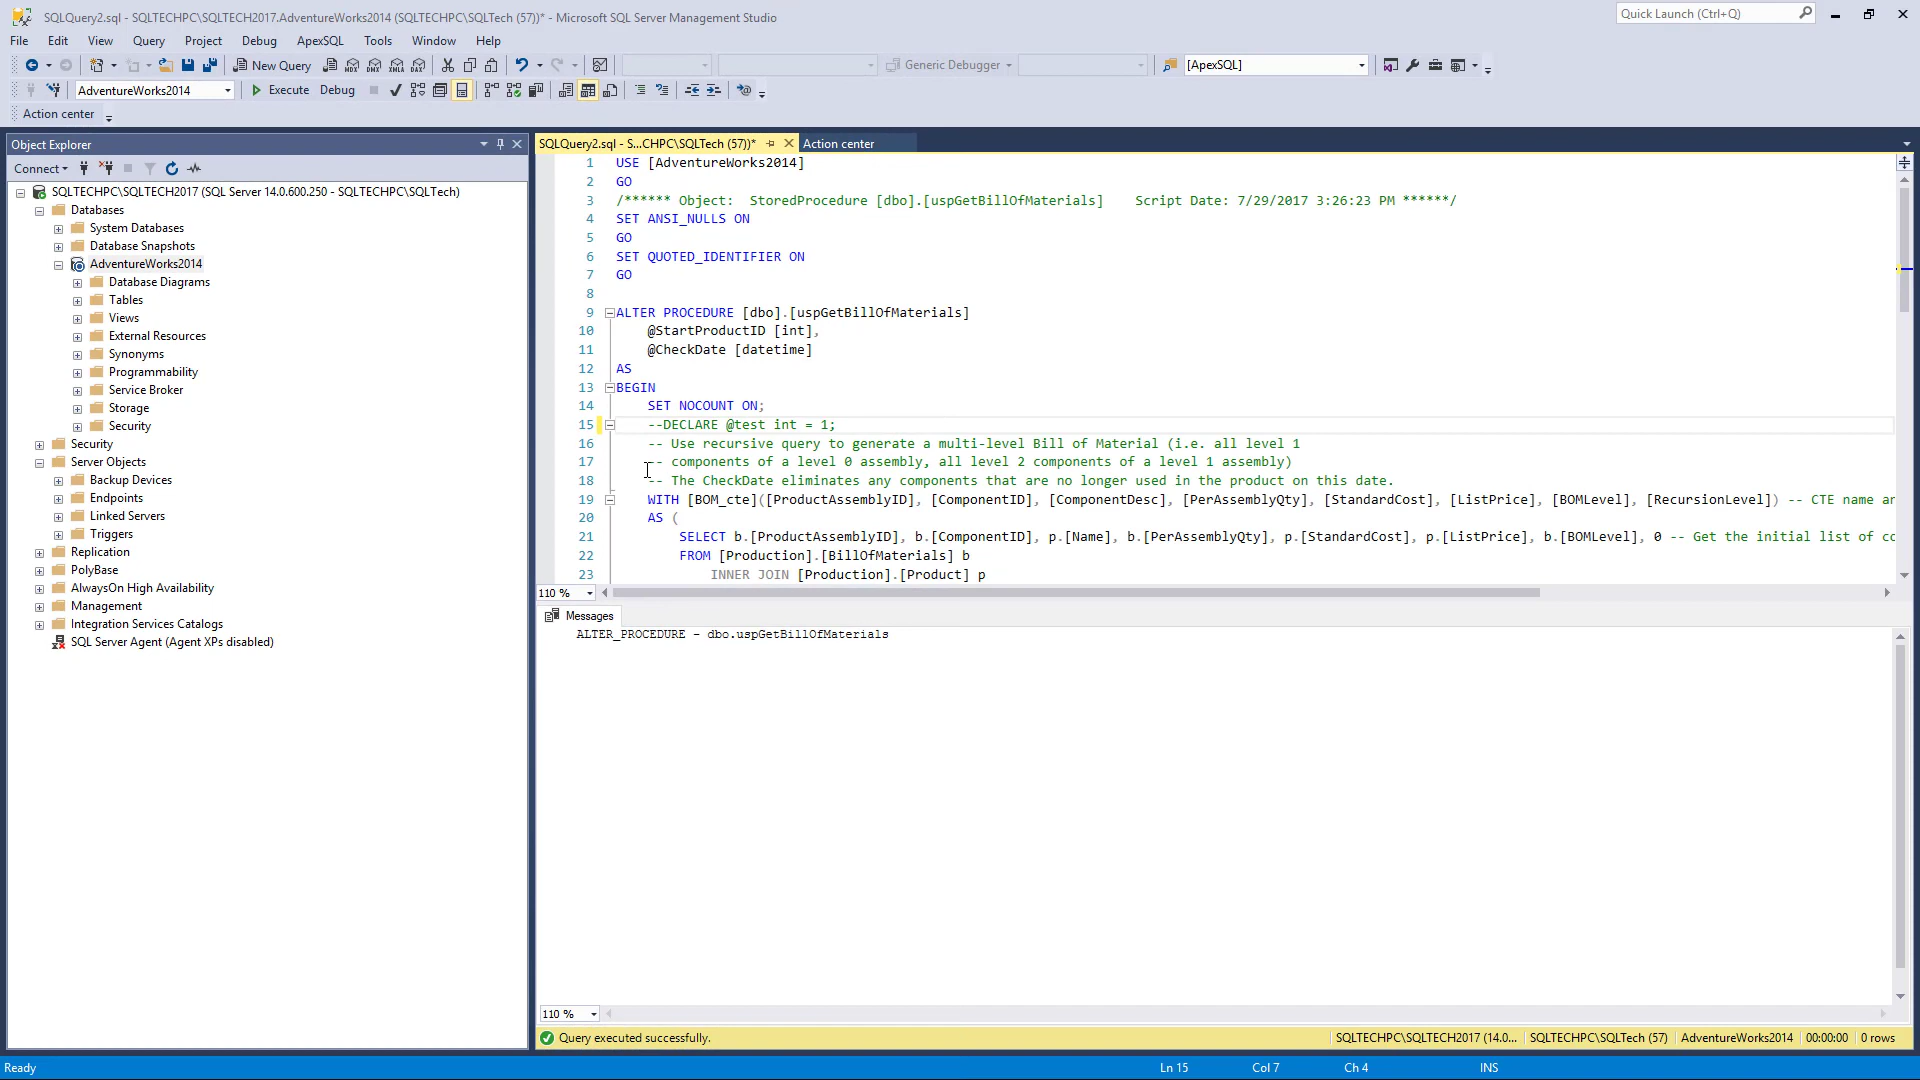 SQLQuery2.sql - SQLTECHPC\SQLTECH2017.AdventureWorks2014 (SQLTECHPC\SQLTech (57))* - Microsoft SQL Server Management Studio
Quick Launch (Ctrl+Q)
File Edit View Query Project Debug ApexSQL Tools Window Help
New Query
Generic Debugger
[ApexSQL]
AdventureWorks2014
Execute Debug
Action center
Object Explorer
Connect
SQLTECHPC\SQLTECH2017 (SQL Server 14.0.600.250 - SQLTECHPC\SQLTech)
Databases
System Databases
Database Snapshots
AdventureWorks2014
Database Diagrams
Tables
Views
External Resources
Synonyms
Programmability
Service Broker
Storage
Security
Security
Server Objects
Backup Devices
Endpoints
Linked Servers
Triggers
Replication
PolyBase
AlwaysOn High Availability
Management
Integration Services Catalogs
SQL Server Agent (Agent XPs disabled)
SQLQuery2.sql - S...CHPC\SQLTech (57))* Action center
1 USE [AdventureWorks2014]
2 GO
3 /****** Object:  StoredProcedure [dbo].[uspGetBillOfMaterials]    Script Date: 7/29/2017 3:26:23 PM ******/
4 SET ANSI_NULLS ON
5 GO
6 SET QUOTED_IDENTIFIER ON
7 GO
8
9 ALTER PROCEDURE [dbo].[uspGetBillOfMaterials]
10 @StartProductID [int],
11 @CheckDate [datetime]
12 AS
13 BEGIN
14 SET NOCOUNT ON;
15 --DECLARE @test int = 1;
16 -- Use recursive query to generate a multi-level Bill of Material (i.e. all level 1
17 -- components of a level 0 assembly, all level 2 components of a level 1 assembly)
18 -- The CheckDate eliminates any components that are no longer used in the product on this date.
19 WITH [BOM_cte]([ProductAssemblyID], [ComponentID], [ComponentDesc], [PerAssemblyQty], [StandardCost], [ListPrice], [BOMLevel], [RecursionLevel]) -- CTE name an
20 AS (
21 SELECT b.[ProductAssemblyID], b.[ComponentID], p.[Name], b.[PerAssemblyQty], p.[StandardCost], p.[ListPrice], b.[BOMLevel], 0 -- Get the initial list of co
22 FROM [Production].[BillOfMaterials] b
23 INNER JOIN [Production].[Product] p
110 %
Messages
ALTER_PROCEDURE - dbo.uspGetBillOfMaterials
110 %
Query executed successfully.
SQLTECHPC\SQLTECH2017 (14.0... SQLTECHPC\SQLTech (57) AdventureWorks2014 00:00:00 0 rows
Ready Ln 15 Col 7 Ch 4 INS